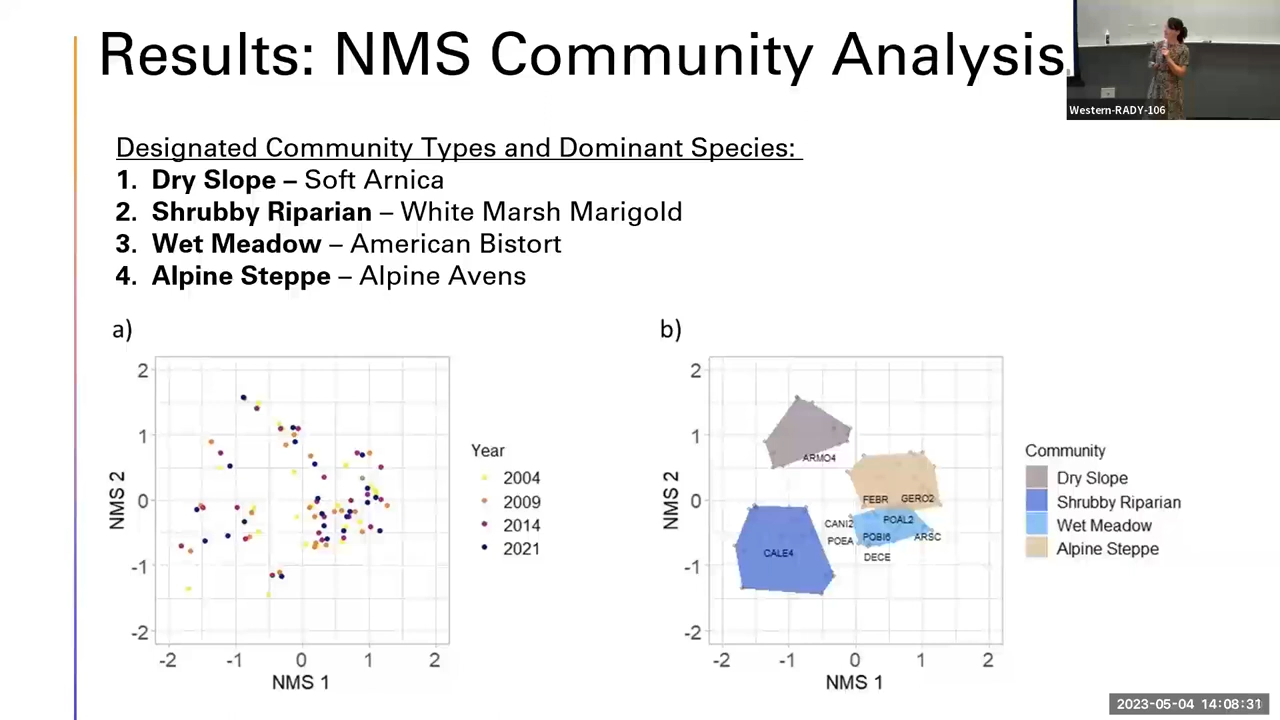 Results: NMS Community Analysis
Western-RADY-106
Designated Community Types and Dominant Species:
1. Dry Slope – Soft Arnica
2. Shrubby Riparian – White Marsh Marigold
3. Wet Meadow – American Bistort
4. Alpine Steppe – Alpine Avens
a)
2
1
0
-1
-2
NMS 2
-2 -1 0 1 2
NMS 1
Year
2004
2009
2014
2021
b)
2
1
0
-1
-2
NMS 2
ARMO4
FEBR GERO2
CANI2 POAL2
POEA POBI6 ARSC
CALE4 DECE
-2 -1 0 1 2
NMS 1
Community
Dry Slope
Shrubby Riparian
Wet Meadow
Alpine Steppe
2023-05-04 14:08:31